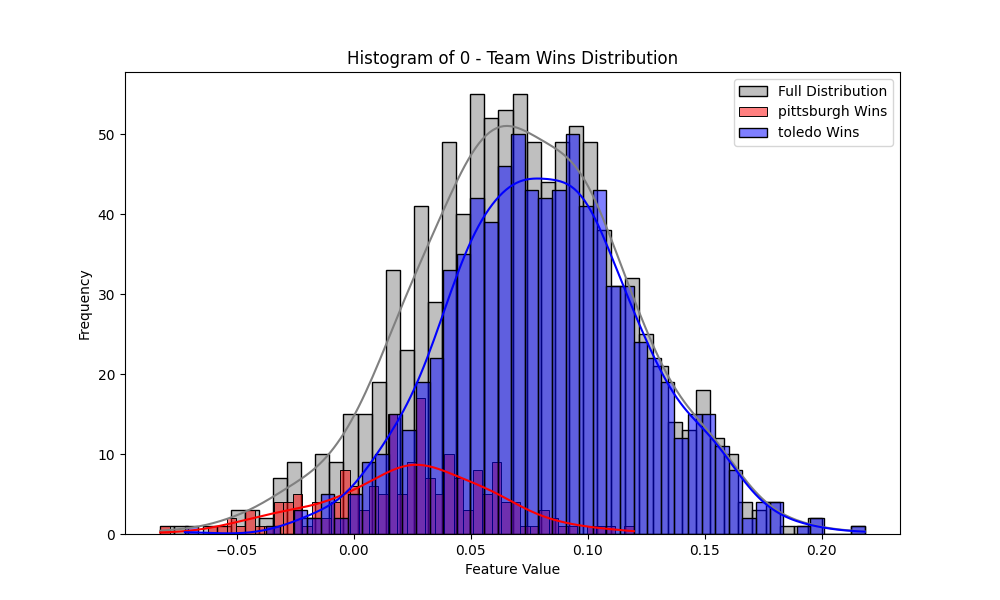 Histogram of 0 - Team Wins Distribution
Full Distribution
pittsburgh Wins
toledo Wins
Frequency
50
40
30
20
10
0
−0.05 0.00 0.05 0.10 0.15 0.20
Feature Value